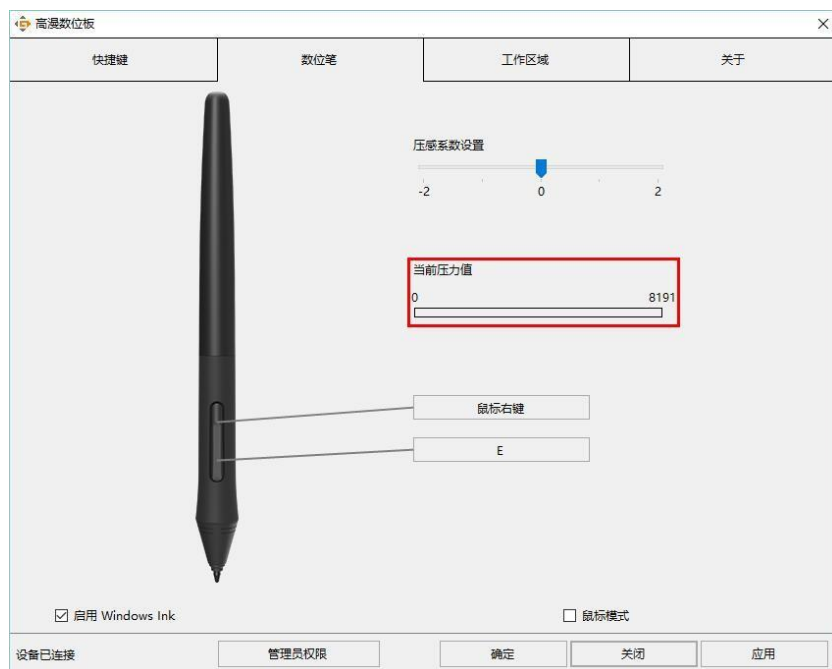 高漫数位板
快捷键 数位笔 工作区域 关于
压感系数设置
-2 0 2
当前压力值
0 8191
鼠标右键
E
启用 Windows Ink 鼠标模式
设备已连接 管理员权限 确定 关闭 应用